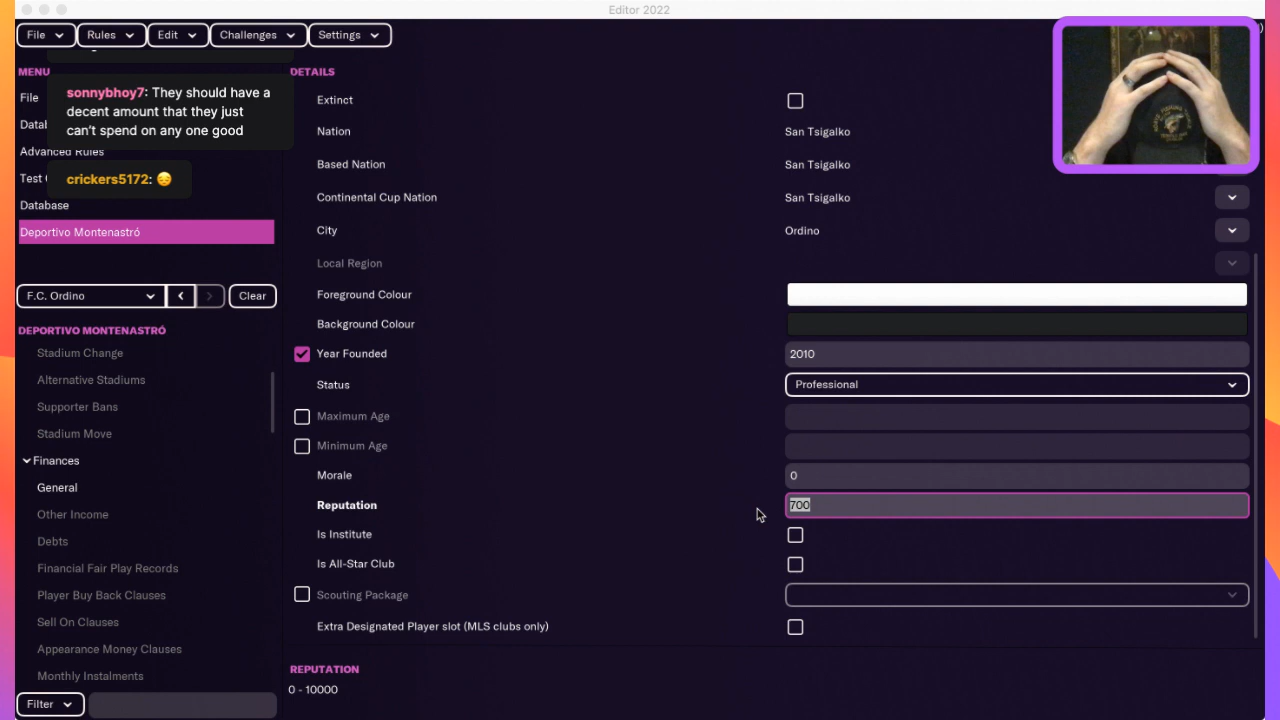 Editor 2022
File
Rules
Edit
Challenges
Settings
MENU
File
sonnybhoy7: They should have a
decent amount that they just
can't spend on any one good
Advanced Rules
crickers5172: 😔
Database
Deportivo Montenastró
F.C. Ordino
Clear
DEPORTIVO MONTENASTRÓ
Stadium Change
Alternative Stadiums
Supporter Bans
Stadium Move
Finances
General
Other Income
Debts
Financial Fair Play Records
Player Buy Back Clauses
Sell On Clauses
Appearance Money Clauses
Monthly Instalments
Filter
DETAILS
Extinct
Nation
San Tsigalko
Based Nation
San Tsigalko
Continental Cup Nation
San Tsigalko
City
Ordino
Local Region
Foreground Colour
Background Colour
Year Founded
2010
Status
Professional
Maximum Age
Minimum Age
Morale
0
Reputation
700
Is Institute
Is All-Star Club
Scouting Package
Extra Designated Player slot (MLS clubs only)
REPUTATION
0 - 10000